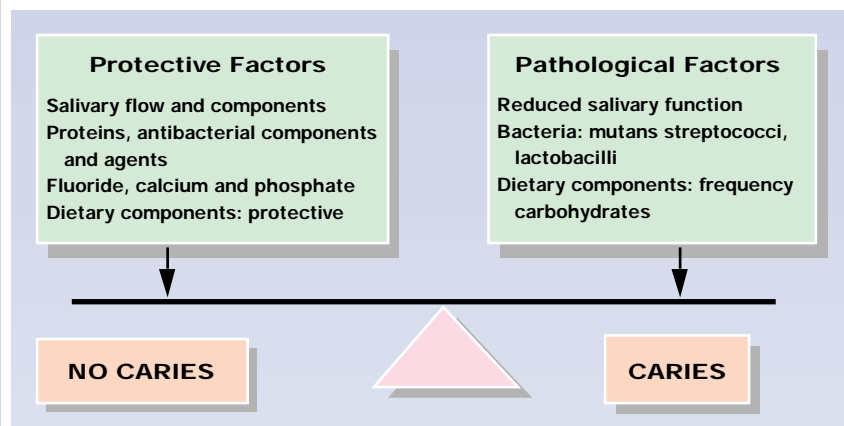 Protective Factors
Salivary flow and components
Proteins, antibacterial components
and agents
Fluoride, calcium and phosphate
Dietary components: protective
Pathological Factors
Reduced salivary function
Bacteria: mutans streptococci,
lactobacilli
Dietary components: frequency
carbohydrates
NO CARIES
CARIES